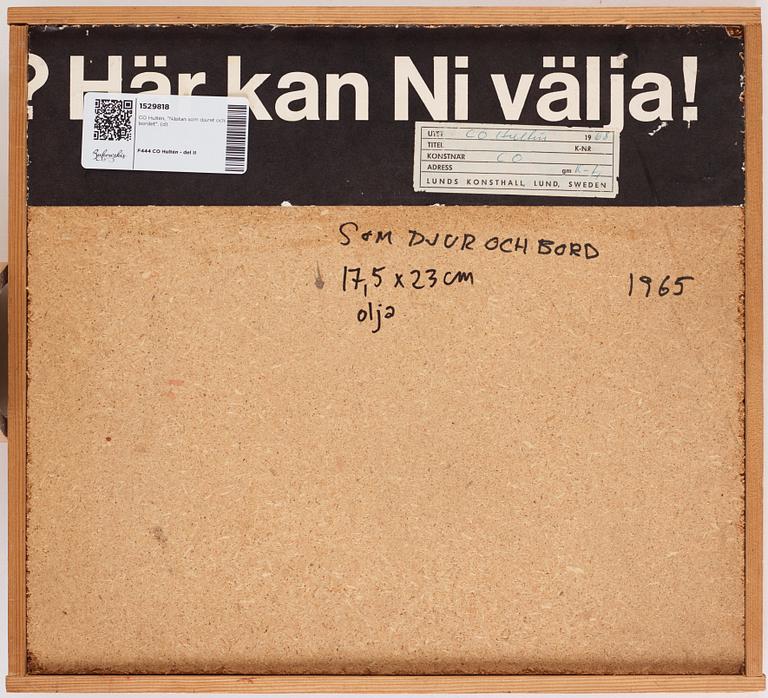 ? Här kan Ni välja!
1529818
CO Hultén, "Nästan som djuret och
bordet". (d)
F444 CO Hultén - del II
UTST CO Hultén 1968
TITEL K-NR
KONSTNÄR CO
ADRESS gm K-G
LUNDS KONSTHALL, LUND, SWEDEN
SOM DJUR OCH BORD
17,5 x 23 cm 1965
olja